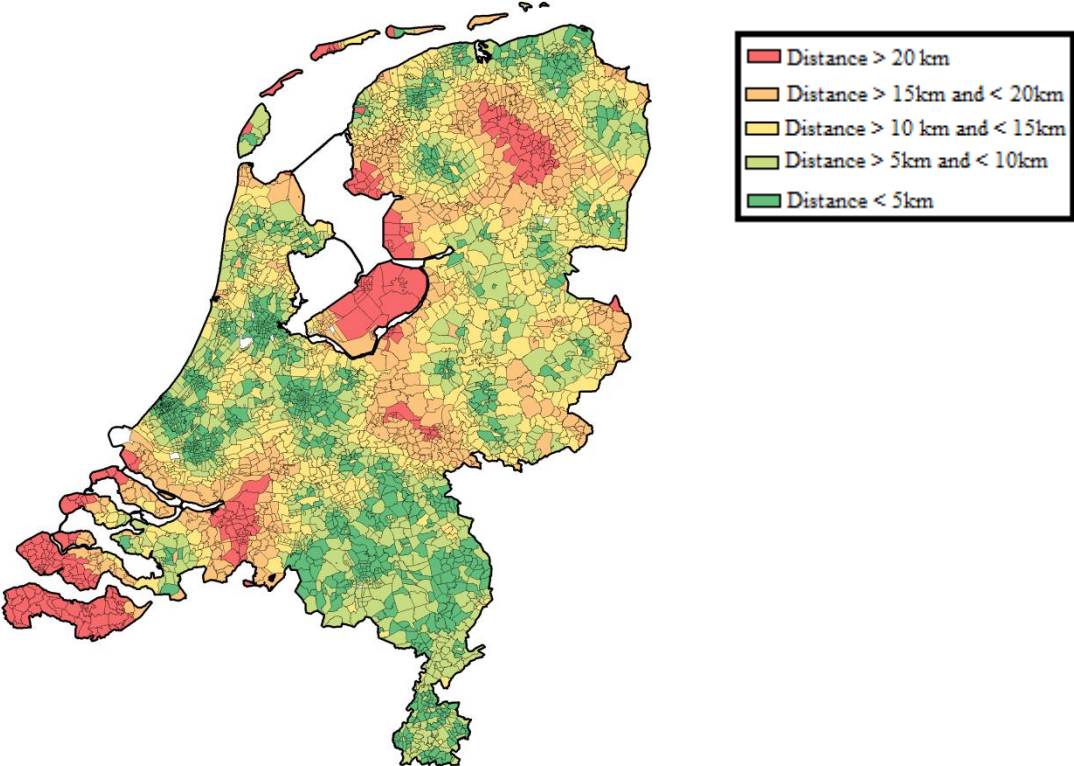 Distance > 20 km
Distance > 15km and < 20km
Distance > 10 km and < 15km
Distance > 5km and < 10km
Distance < 5km